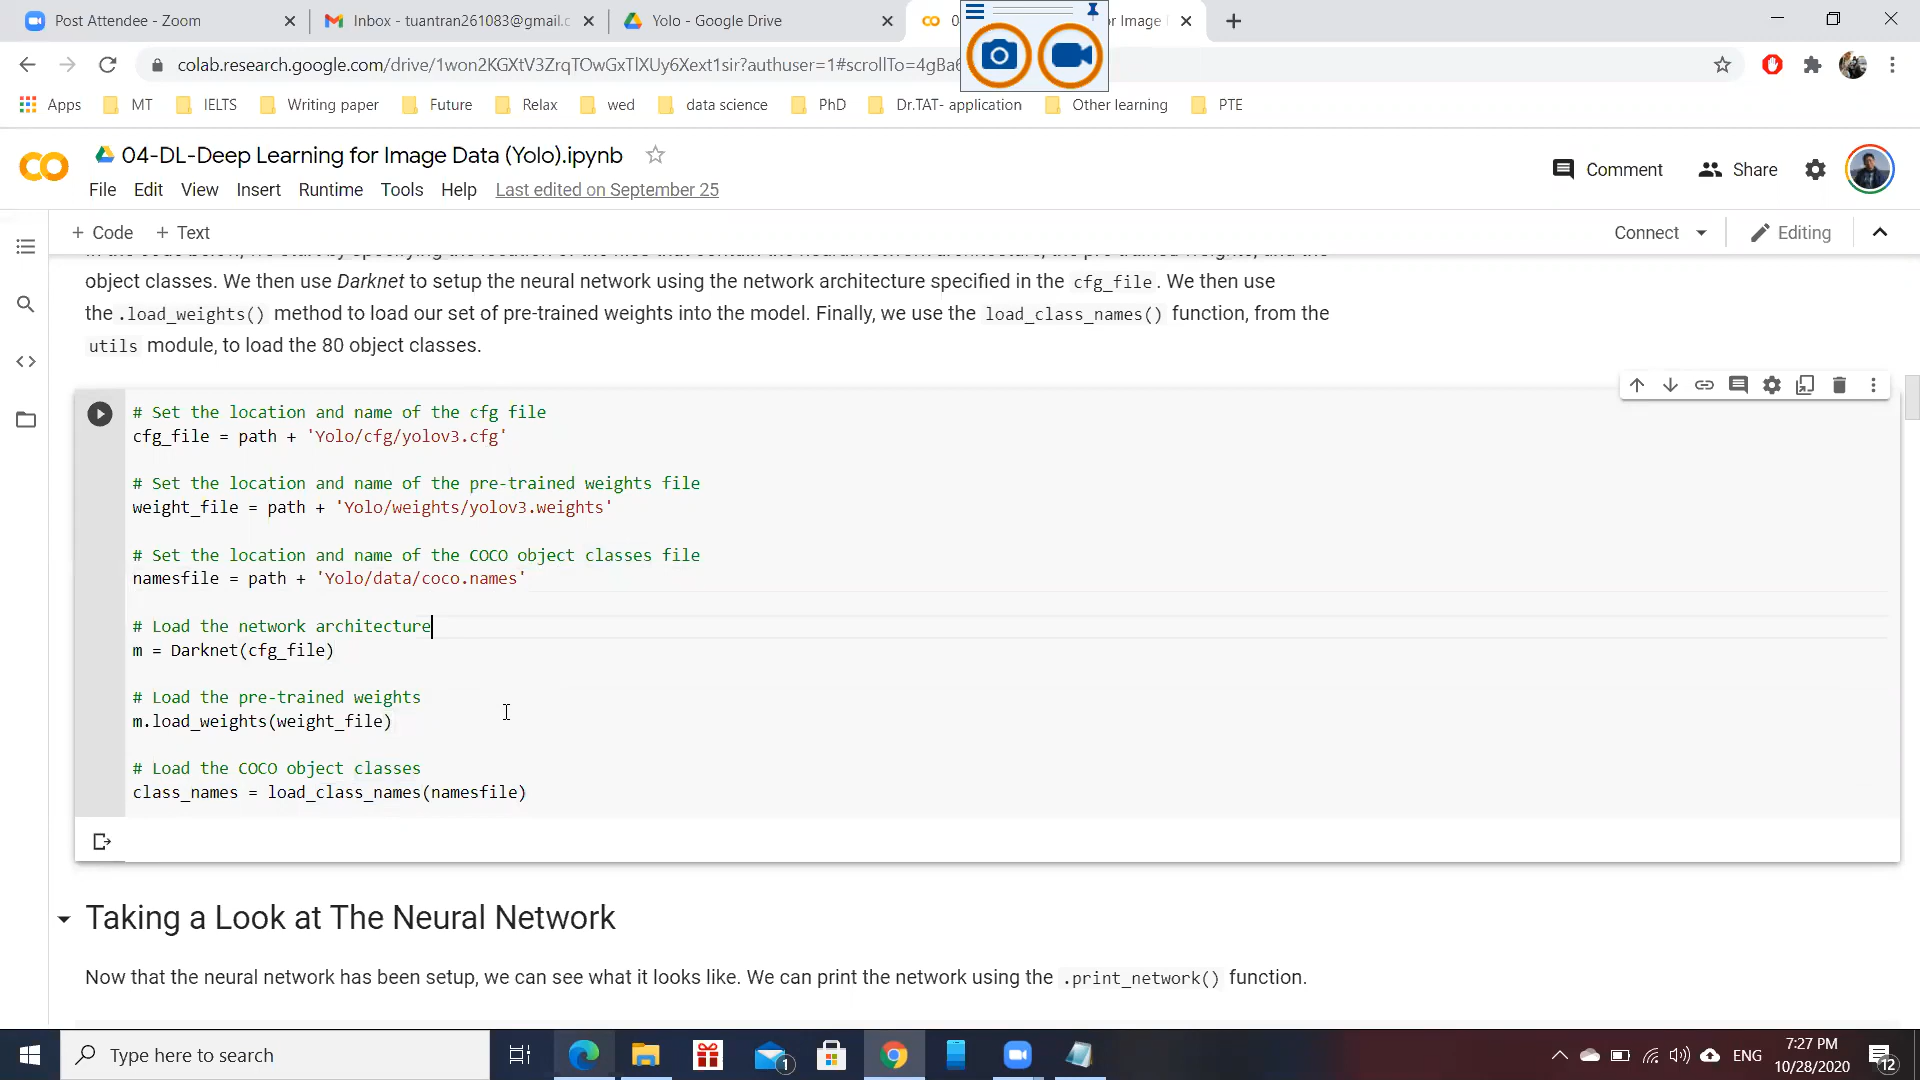 Post Attendee - Zoom
Inbox - tuantran261083@gmail.c
Yolo - Google Drive
or Image
colab.research.google.com/drive/1won2KGXtV3ZrqTOwGxTlXUy6Xext1sir?authuser=1#scrollTo=4gBa6
Apps
MT
IELTS
Writing paper
Future
Relax
wed
data science
PhD
Dr.TAT- application
Other learning
PTE
04-DL-Deep Learning for Image Data (Yolo).ipynb
Comment
Share
File Edit View Insert Runtime Tools Help Last edited on September 25
+ Code + Text
Connect
Editing
object classes. We then use Darknet to setup the neural network using the network architecture specified in the cfg_file. We then use
the .load_weights() method to load our set of pre-trained weights into the model. Finally, we use the load_class_names() function, from the
utils module, to load the 80 object classes.
# Set the location and name of the cfg file
cfg_file = path + 'Yolo/cfg/yolov3.cfg'
# Set the location and name of the pre-trained weights file
weight_file = path + 'Yolo/weights/yolov3.weights'
# Set the location and name of the COCO object classes file
namesfile = path + 'Yolo/data/coco.names'
# Load the network architecture
m = Darknet(cfg_file)
# Load the pre-trained weights
m.load_weights(weight_file)
# Load the COCO object classes
class_names = load_class_names(namesfile)
Taking a Look at The Neural Network
Now that the neural network has been setup, we can see what it looks like. We can print the network using the .print_network() function.
Type here to search
1
ENG
7:27 PM
10/28/2020
12